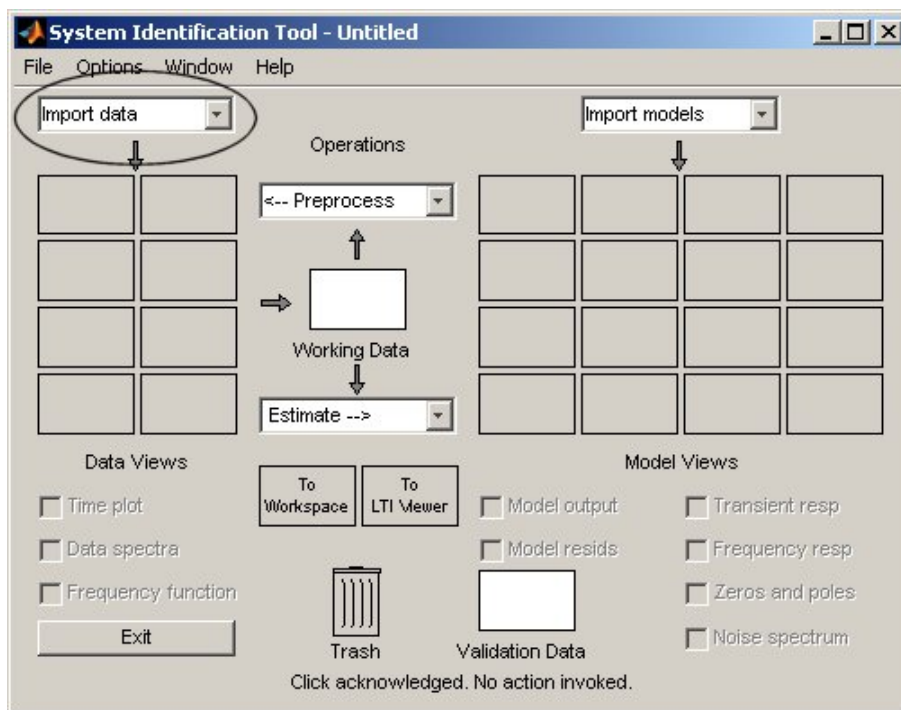 System Identification Tool - Untitled
File Options Window Help
Import data
Import models
Operations
<-- Preprocess
Working Data
Estimate -->
Data Views
Model Views
To Workspace
To LTI Viewer
Time plot
Data spectra
Frequency function
Model output
Model resids
Transient resp
Frequency resp
Zeros and poles
Noise spectrum
Exit
Trash
Validation Data
Click acknowledged. No action invoked.